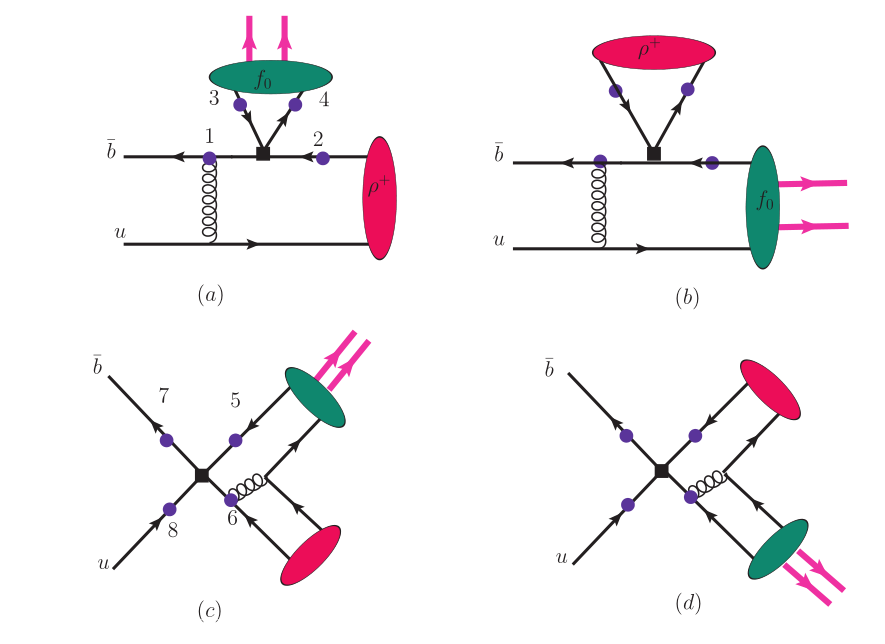 f₀
3 4
1 2
b̄
ρ⁺
u
(a)
ρ⁺
b̄
f₀
u
(b)
b̄
7 5
6
8
u
(c)
b̄
u
(d)